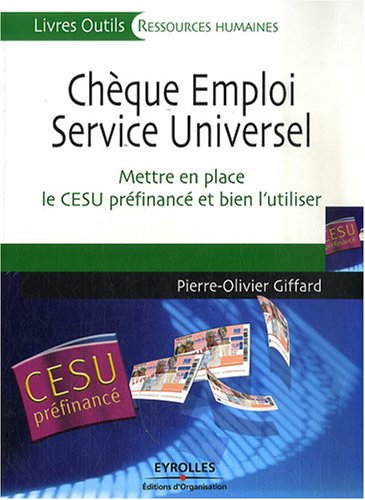 Livres Outils RESSOURCES HUMAINES
Chèque Emploi
Service Universel
Mettre en place
le CESU préfinancé et bien l'utiliser
CESU
préfinancé
Pierre-Olivier Giffard
CESU
préfinancé
EYROLLES
Éditions d'Organisation